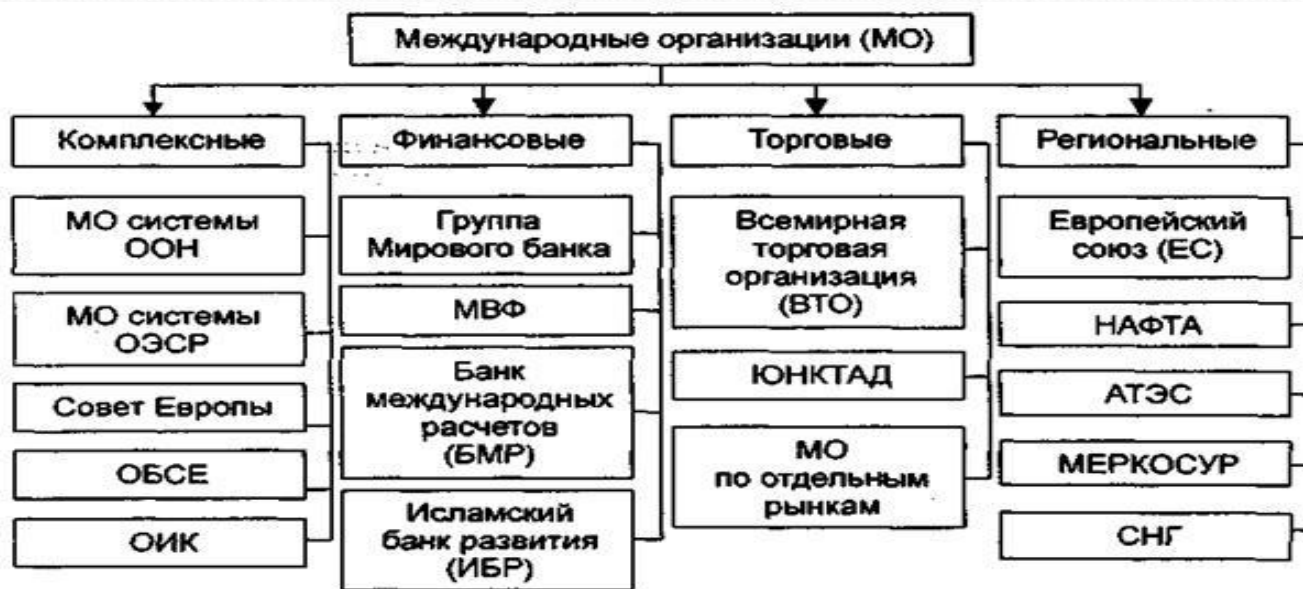 Международные организации (МО)
Комплексные
МО системы
ООН
МО системы
ОЭСР
Совет Европы
ОБСЕ
ОИК
Финансовые
Группа
Мирового банка
МВФ
Банк
международных
расчетов
(БМР)
Исламский
банк развития
(ИБР)
Торговые
Всемирная
торговая
организация
(ВТО)
ЮНКТАД
МО
по отдельным
рынкам
Региональные
Европейский
союз (ЕС)
НАФТА
АТЭС
МЕРКОСУР
СНГ